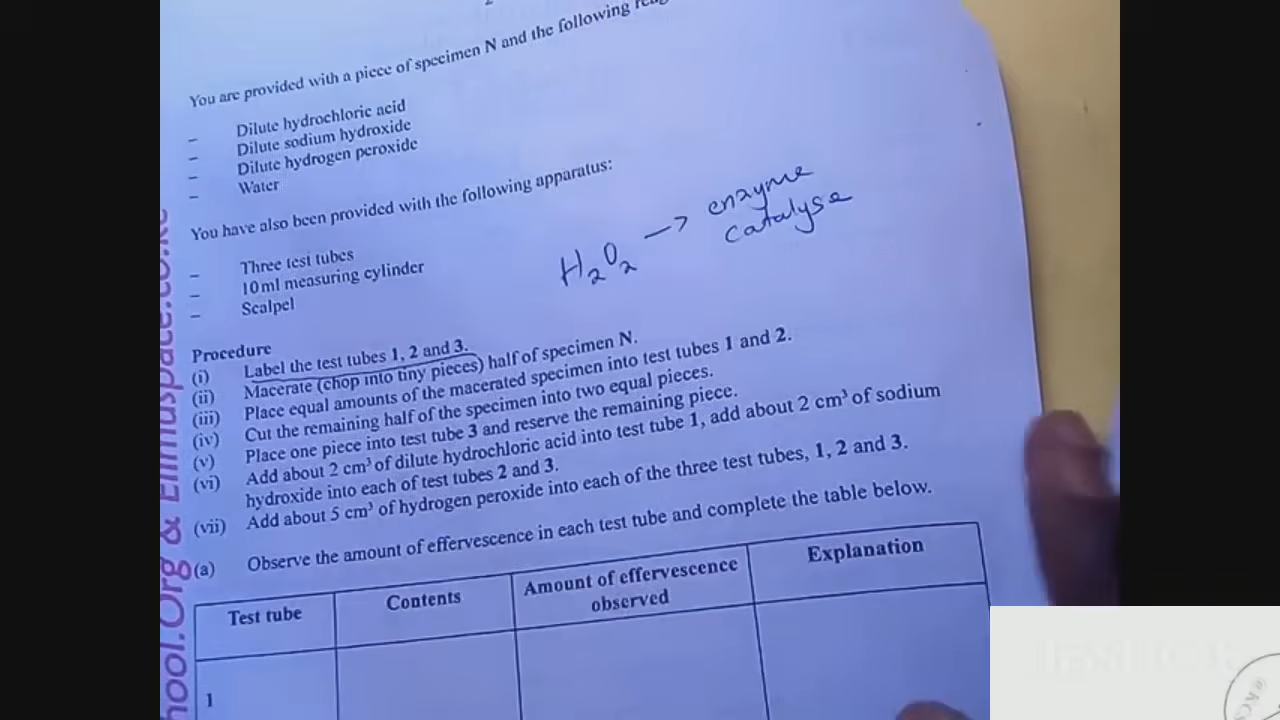 You are provided with a piece of specimen N and the following
– Dilute hydrochloric acid
– Dilute sodium hydroxide
– Dilute hydrogen peroxide
– Water
You have also been provided with the following apparatus:
– Three test tubes
– 10ml measuring cylinder
– Scalpel
H₂O₂ → enzyme
catalyse
Procedure
(i) Label the test tubes 1, 2 and 3.
(ii) Macerate (chop into tiny pieces) half of specimen N.
(iii) Place equal amounts of the macerated specimen into test tubes 1 and 2.
(iv) Cut the remaining half of the specimen into two equal pieces.
(v) Place one piece into test tube 3 and reserve the remaining piece.
(vi) Add about 2 cm³ of dilute hydrochloric acid into test tube 1, add about 2 cm³ of sodium
hydroxide into each of test tubes 2 and 3.
(vii) Add about 5 cm³ of hydrogen peroxide into each of the three test tubes, 1, 2 and 3.
(a) Observe the amount of effervescence in each test tube and complete the table below.
Test tube Contents Amount of effervescence observed Explanation
1